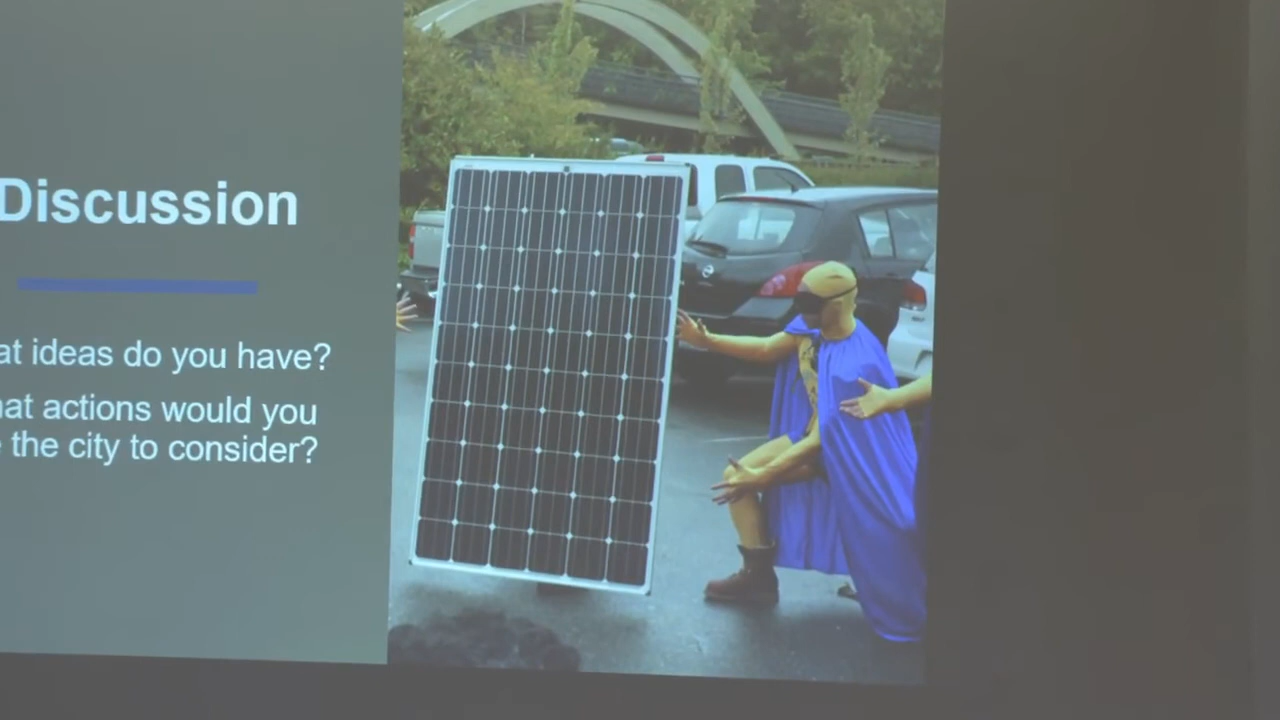 Discussion
at ideas do you have?
at actions would you
the city to consider?